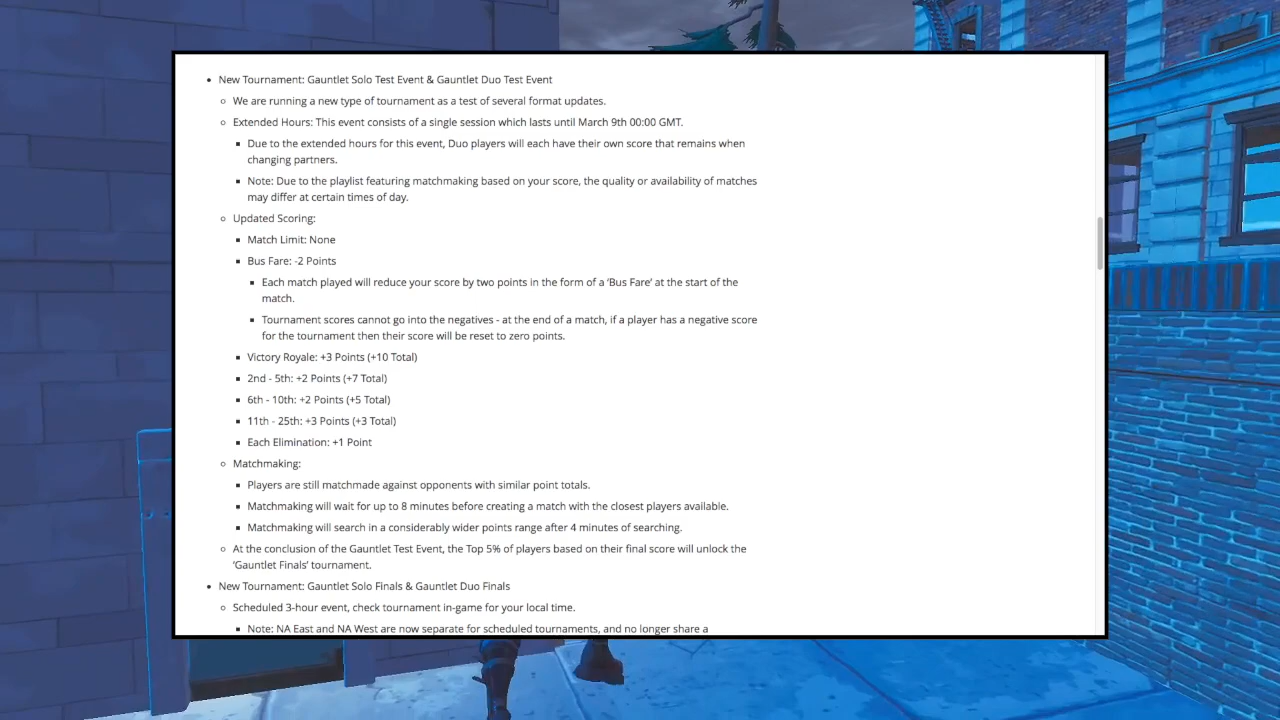 • New Tournament: Gauntlet Solo Test Event & Gauntlet Duo Test Event
○ We are running a new type of tournament as a test of several format updates.
○ Extended Hours: This event consists of a single session which lasts until March 9th 00:00 GMT.
▪ Due to the extended hours for this event, Duo players will each have their own score that remains when
changing partners.
▪ Note: Due to the playlist featuring matchmaking based on your score, the quality or availability of matches
may differ at certain times of day.
○ Updated Scoring:
▪ Match Limit: None
▪ Bus Fare: -2 Points
▪ Each match played will reduce your score by two points in the form of a ‘Bus Fare’ at the start of the
match.
▪ Tournament scores cannot go into the negatives - at the end of a match, if a player has a negative score
for the tournament then their score will be reset to zero points.
▪ Victory Royale: +3 Points (+10 Total)
▪ 2nd - 5th: +2 Points (+7 Total)
▪ 6th - 10th: +2 Points (+5 Total)
▪ 11th - 25th: +3 Points (+3 Total)
▪ Each Elimination: +1 Point
○ Matchmaking:
▪ Players are still matchmade against opponents with similar point totals.
▪ Matchmaking will wait for up to 8 minutes before creating a match with the closest players available.
▪ Matchmaking will search in a considerably wider points range after 4 minutes of searching.
○ At the conclusion of the Gauntlet Test Event, the Top 5% of players based on their final score will unlock the
‘Gauntlet Finals’ tournament.
• New Tournament: Gauntlet Solo Finals & Gauntlet Duo Finals
○ Scheduled 3-hour event, check tournament in-game for your local time.
▪ Note: NA East and NA West are now separate for scheduled tournaments, and no longer share a